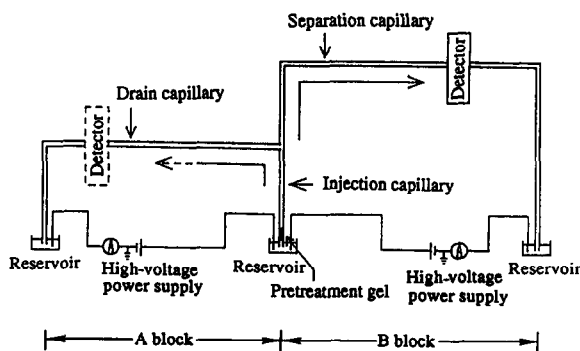 Separation capillary
Detector
Drain capillary
Detector
Injection capillary
A
A
Reservoir
High-voltage
power supply
Reservoir
Pretreatment gel
High-voltage
power supply
Reservoir
A block
B block